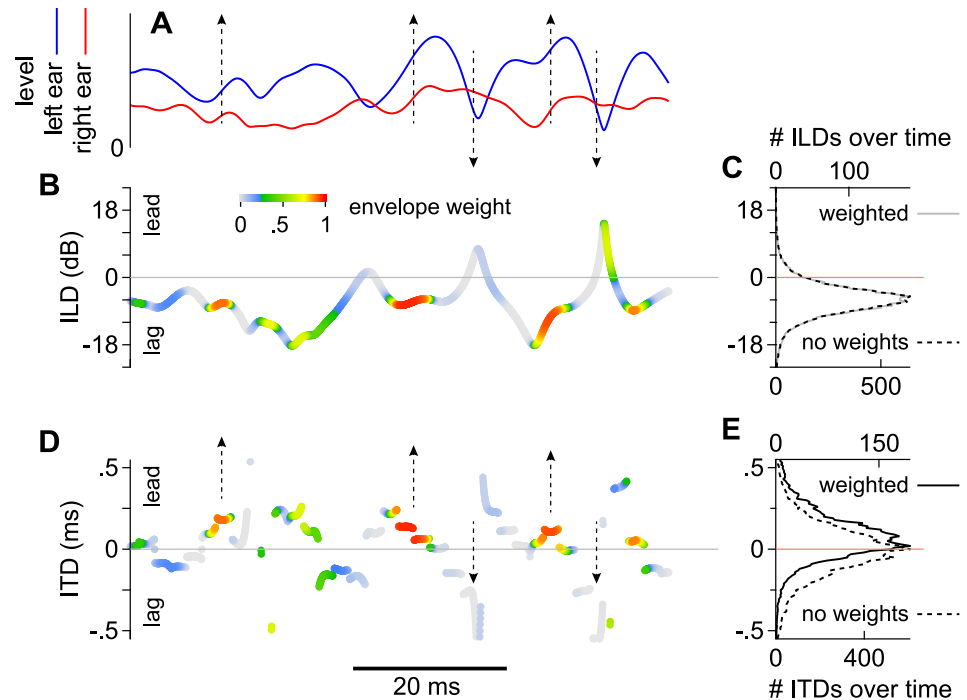 A
level
left ear
right ear
0
# ILDs over time
0 100
B
C
lead
18
0
-18
lag
ILD (dB)
0 .5 1
envelope weight
18
0
-18
weighted
no weights
0 500
D
E
0 150
lead
.5
0
-.5
lag
ITD (ms)
.5
0
-.5
weighted
no weights
0 400
# ITDs over time
20 ms